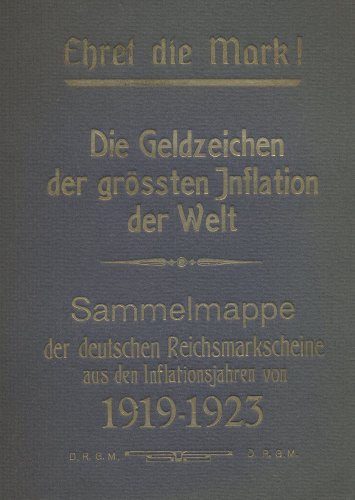 Ehret die Mark!
Die Geldzeichen
der grössten Inflation
der Welt
Sammelmappe
der deutschen Reichsmarkscheine
aus den Inflationsjahren von
1919-1923
D.R.G.M. D.R.G.M.